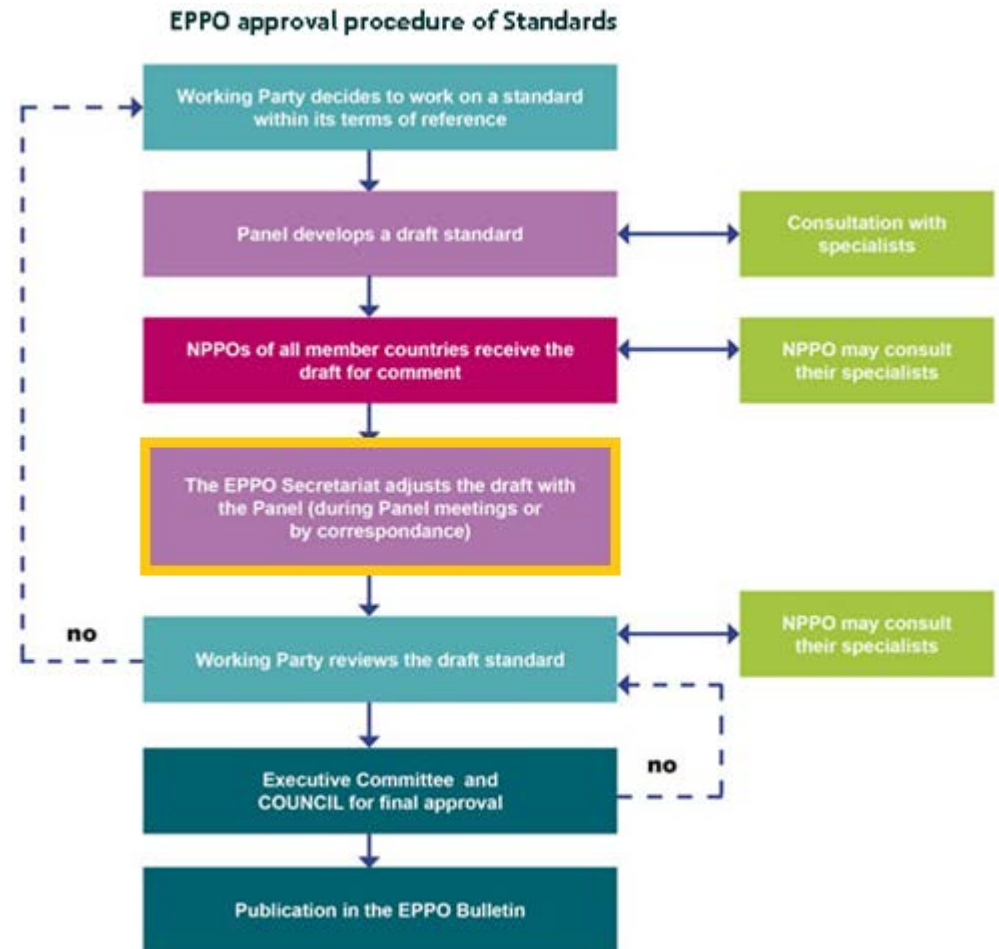 EPPO approval procedure of Standards
Working Party decides to work on a standard
within its terms of reference
Panel develops a draft standard
Consultation with
specialists
NPPOs of all member countries receive the
draft for comment
NPPO may consult
their specialists
The EPPO Secretariat adjusts the draft with
the Panel (during Panel meetings or
by correspondance)
no
Working Party reviews the draft standard
NPPO may consult
their specialists
Executive Committee and
COUNCIL for final approval
no
Publication in the EPPO Bulletin